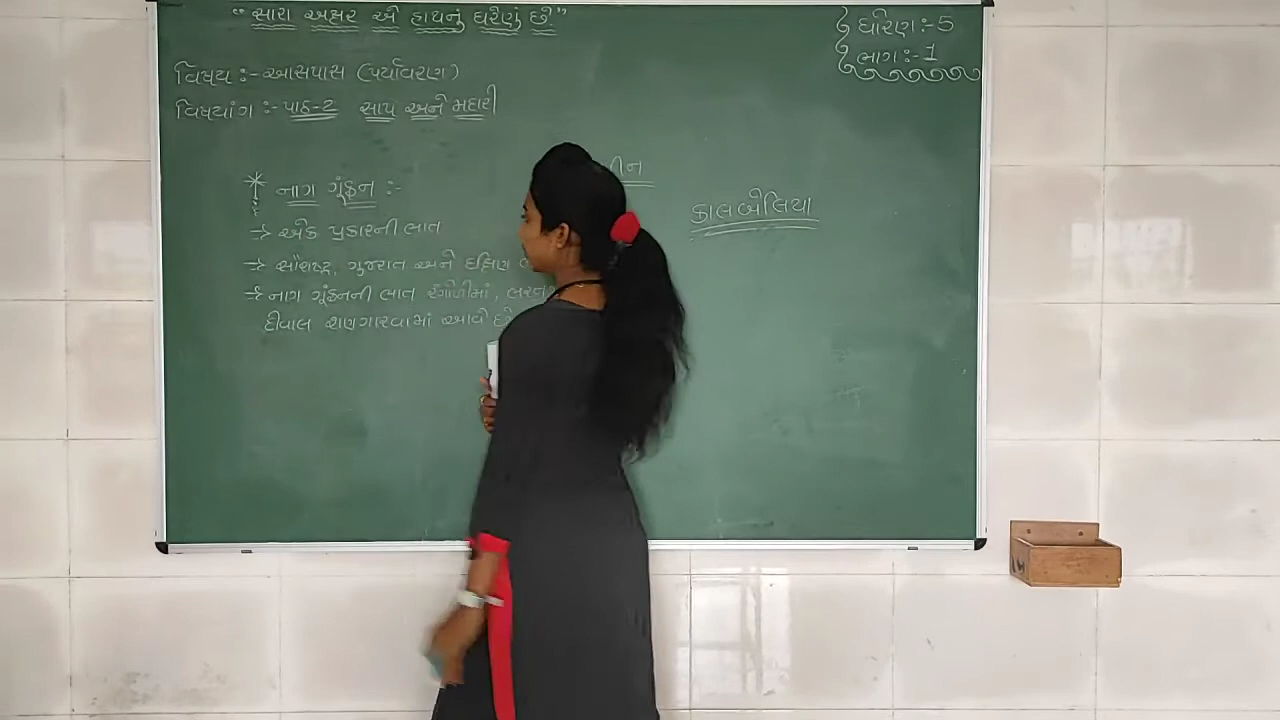 "સારા અક્ષર એ હાથનું ઘરેણું છે."
ધોરણ :- 5
ભાગ :- 1
વિષય :- આસપાસ (પર્યાવરણ)
વિષયાંગ :- પાઠ-2 સાપ અને મદારી
* નાગ ગૂંફન :-
કાલબેલિયા
→ એક પ્રકારની ભાત
→ સૌરાષ્ટ્ર, ગુજરાત અને દક્ષિણ
→ નાગ ગૂંફનની ભાત રંગોળીમાં,
દીવાલ શણગારવામાં આવે છે